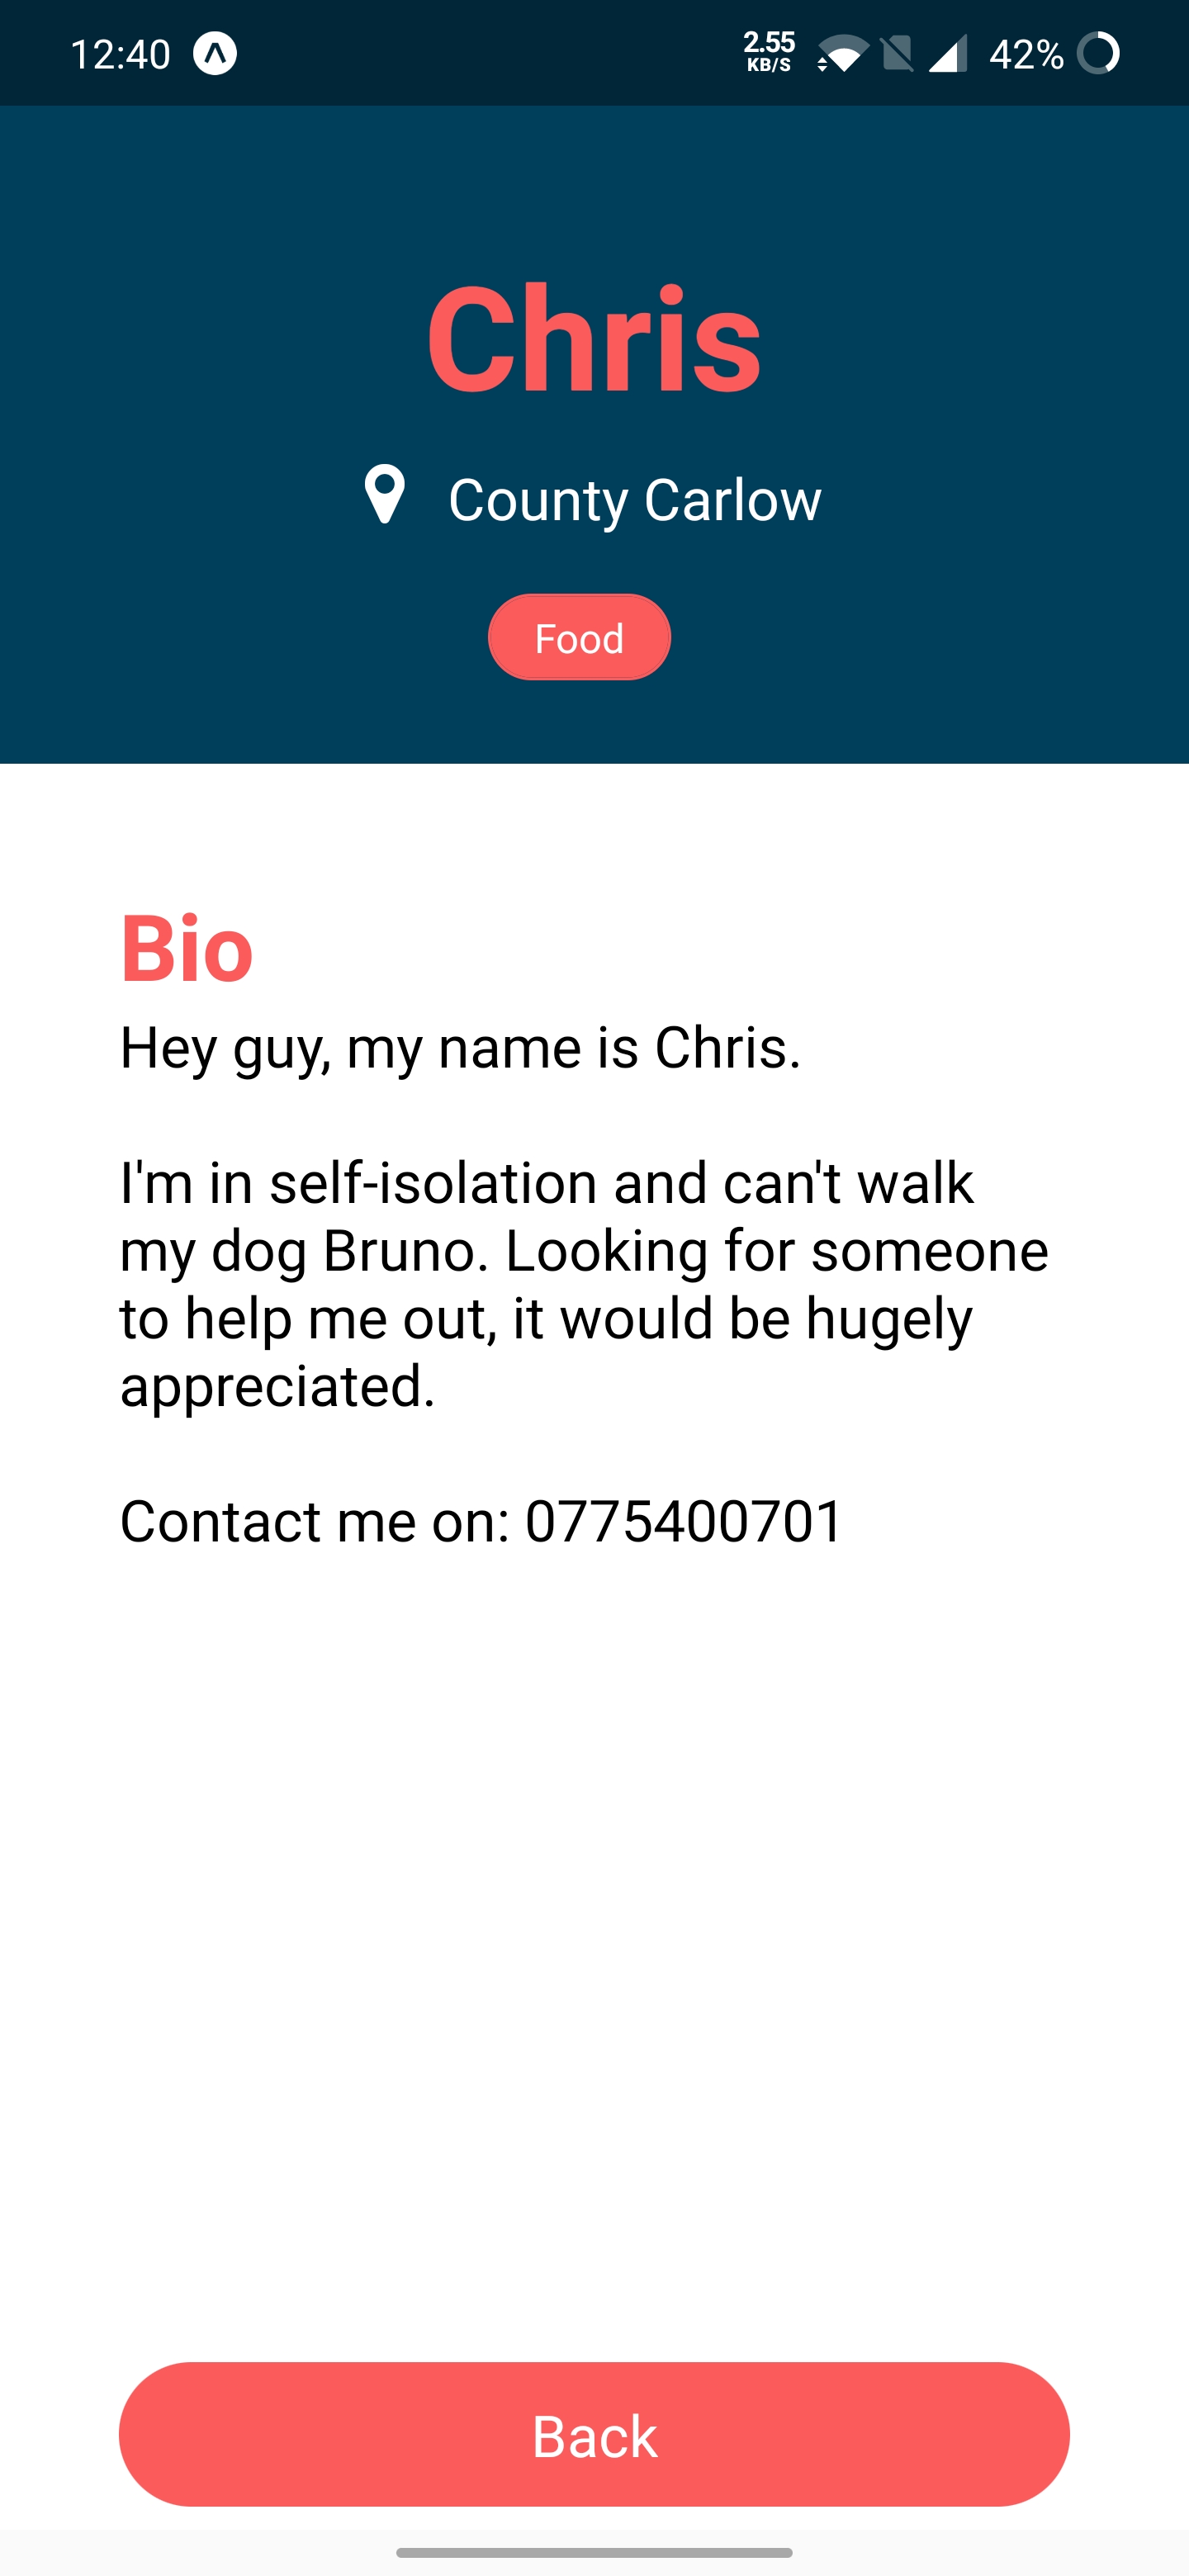 12:40
2.55
KB/S
42%
Chris
County Carlow
Food
Bio
Hey guy, my name is Chris.
I'm in self-isolation and can't walk
my dog Bruno. Looking for someone
to help me out, it would be hugely
appreciated.
Contact me on: 0775400701
Back